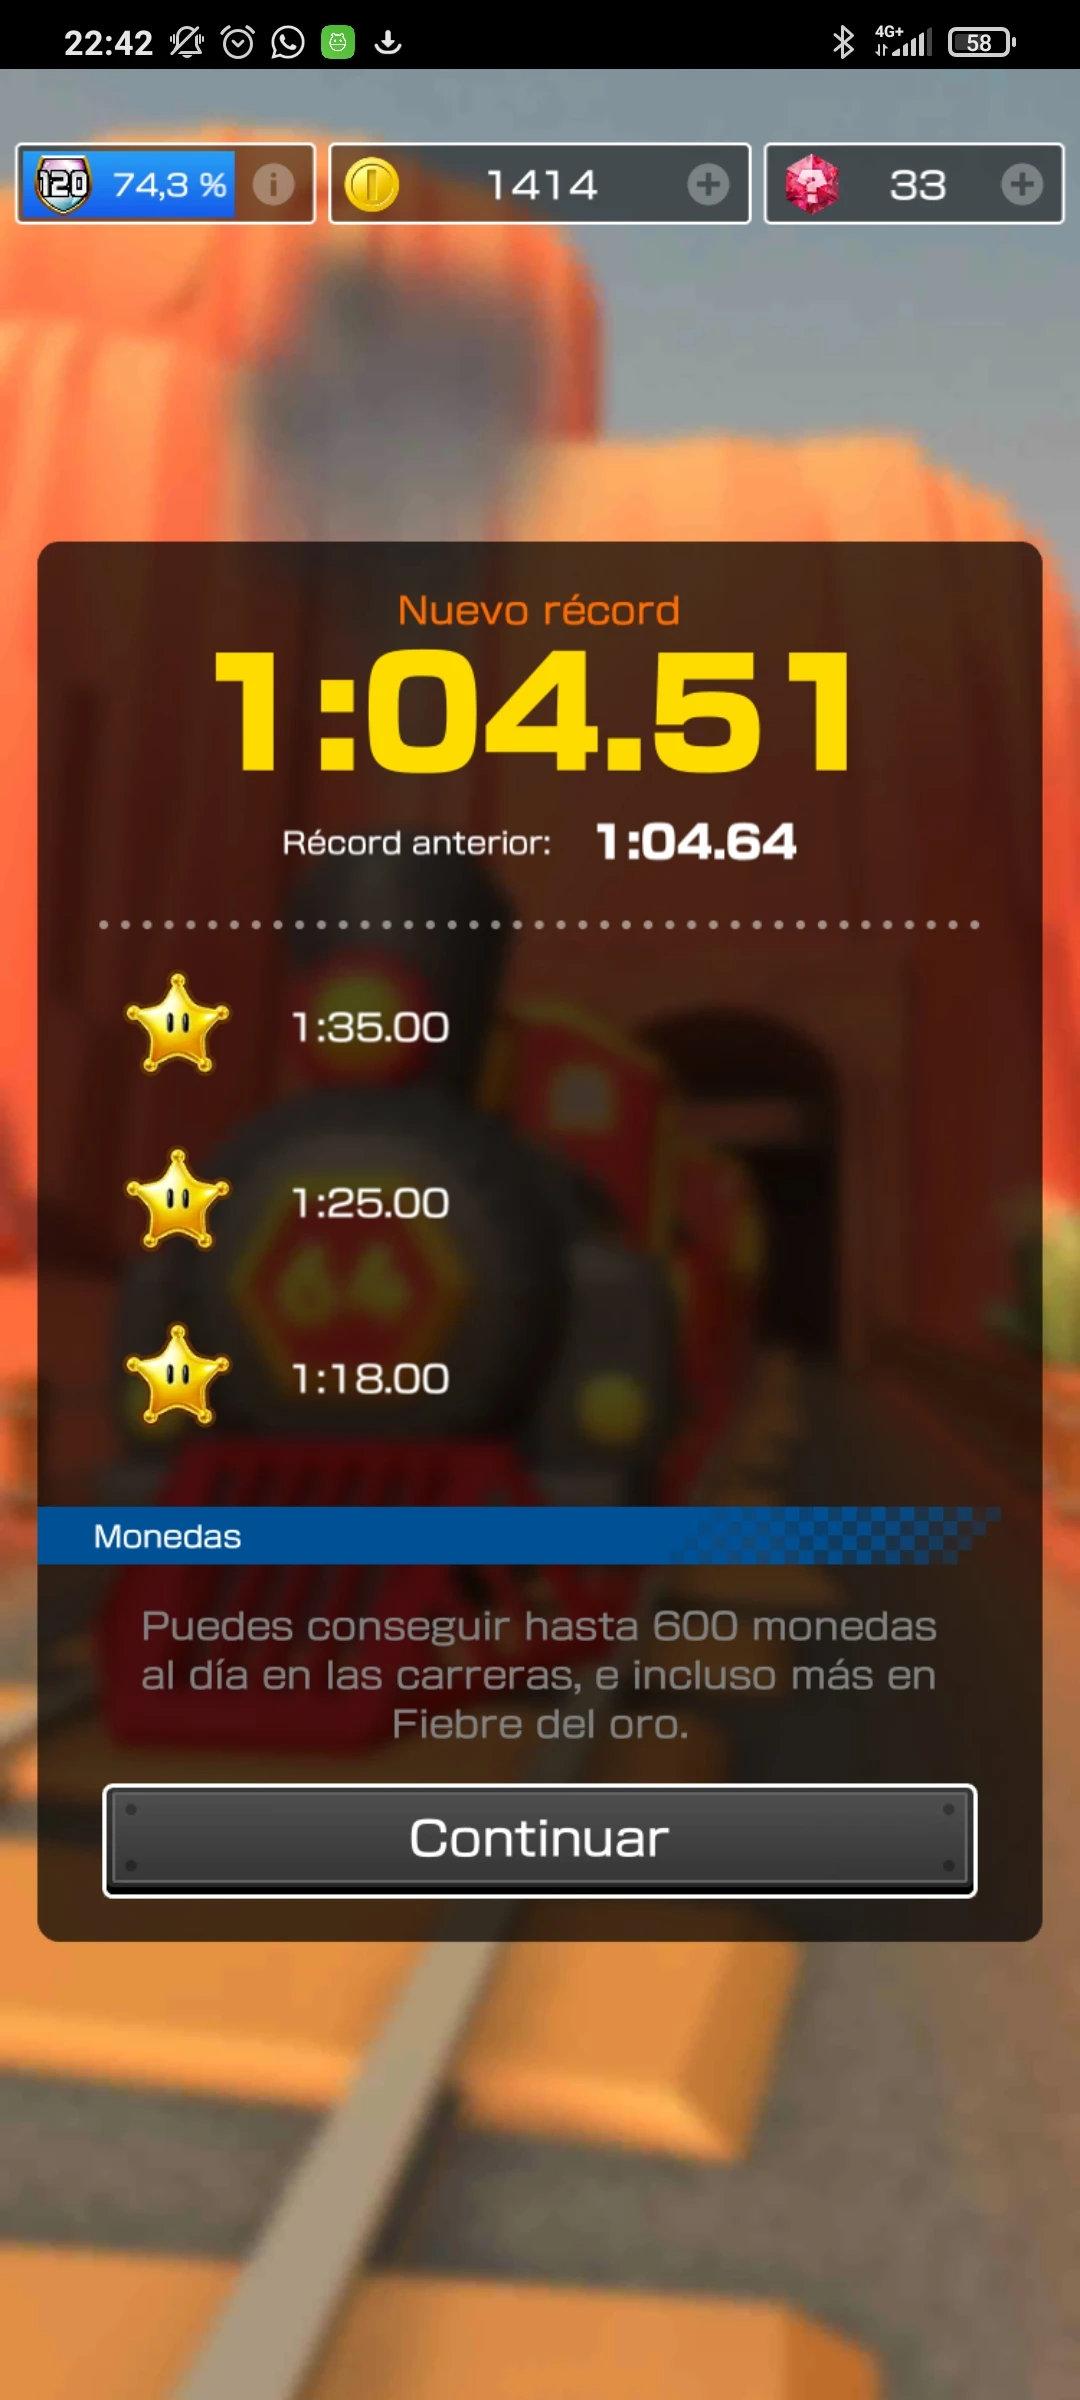 22:42
4G+
58
120
74,3 %
1414
33
Nuevo récord
1:04.51
Récord anterior: 1:04.64
1:35.00
1:25.00
64
1:18.00
Monedas
Puedes conseguir hasta 600 monedas
al día en las carreras, e incluso más en
Fiebre del oro.
Continuar